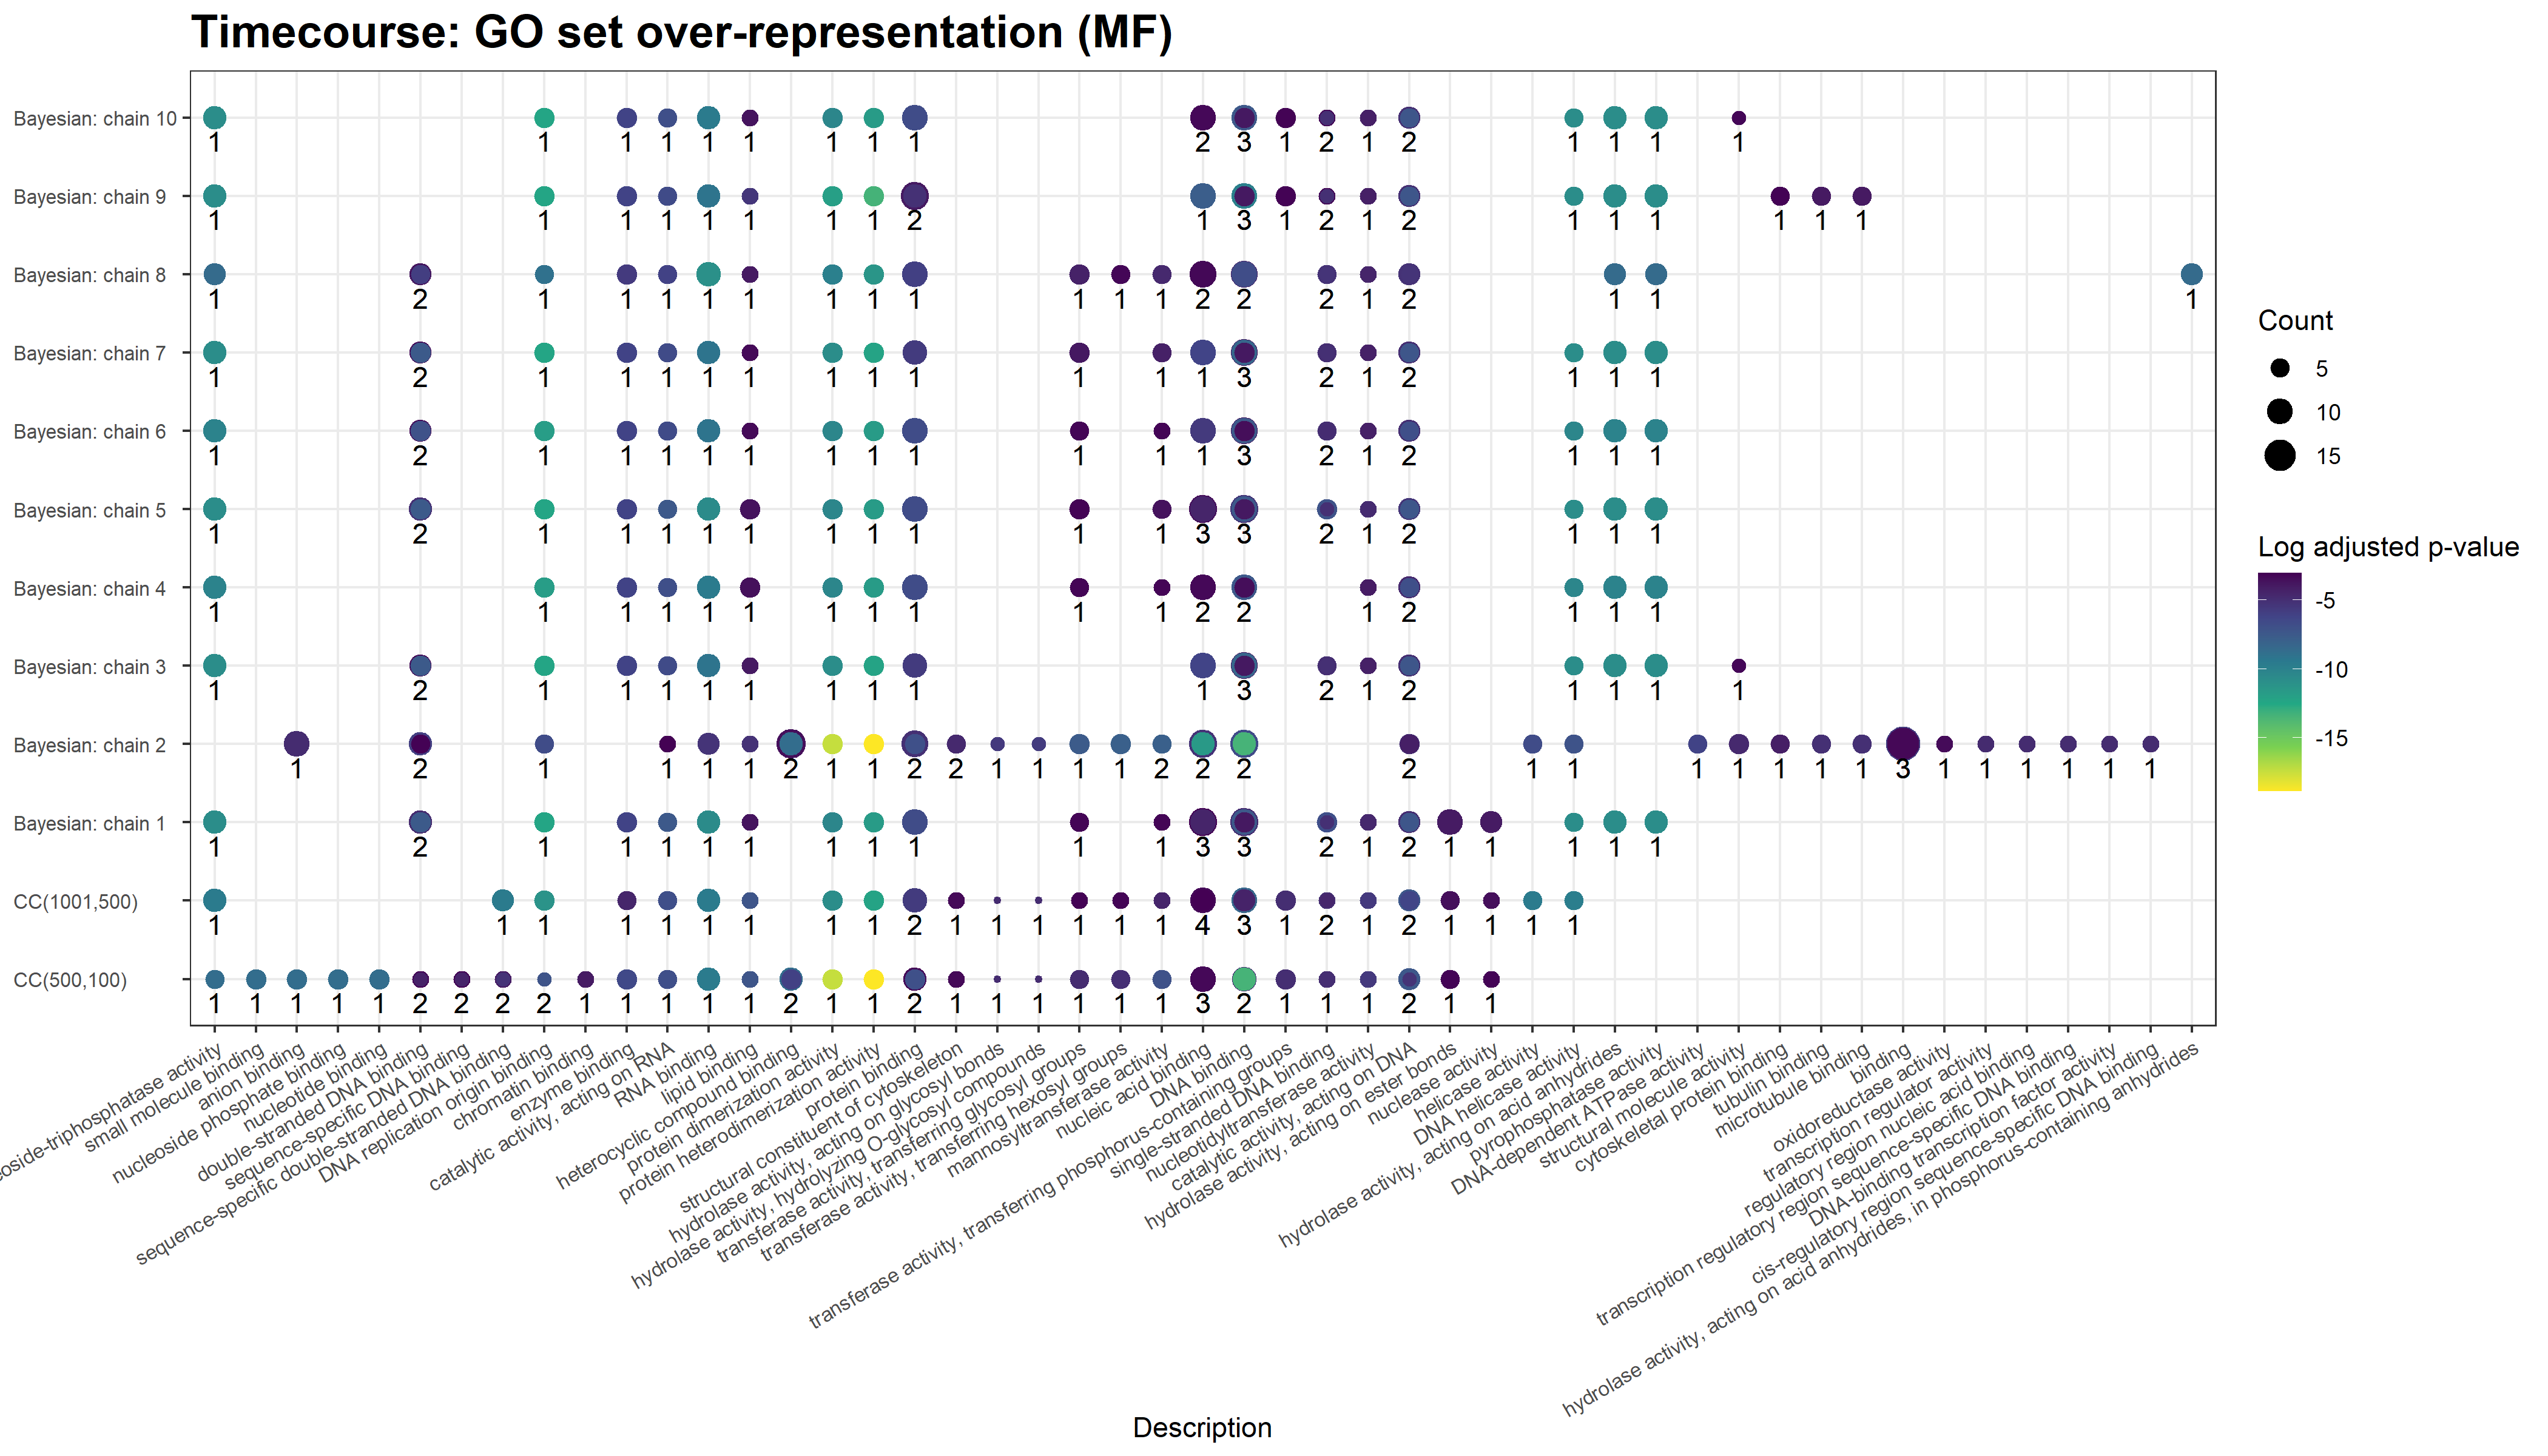 Timecourse: GO set over-representation (MF)
Bayesian: chain 10
1 1 1 1 1 1 1 1 1 2 3 1 2 1 2 1 1 1 1
Bayesian: chain 9
1 1 1 1 1 1 1 1 2 1 3 1 2 1 2 1 1 1 1 1 1
Bayesian: chain 8
1 2 1 1 1 1 1 1 1 1 1 1 1 2 2 2 1 2 1 1 1
Bayesian: chain 7
1 2 1 1 1 1 1 1 1 1 1 1 1 3 2 1 2 1 1 1
Bayesian: chain 6
1 2 1 1 1 1 1 1 1 1 1 1 1 3 2 1 2 1 1 1
Bayesian: chain 5
1 2 1 1 1 1 1 1 1 1 1 1 3 3 2 1 2 1 1 1
Bayesian: chain 4
1 1 1 1 1 1 1 1 1 1 1 2 2 1 2 1 1 1
Bayesian: chain 3
1 2 1 1 1 1 1 1 1 1 1 3 2 1 2 1 1 1 1
Bayesian: chain 2
1 2 1 1 1 1 2 1 1 2 2 1 1 1 1 2 2 2 2 1 1 1 1 1 1 1 3 1 1 1 1 1 1
Bayesian: chain 1
1 2 1 1 1 1 1 1 1 1 1 1 3 3 2 1 2 1 1 1 1 1
CC(1001,500)
1 1 1 1 1 1 1 1 1 2 1 1 1 1 1 1 4 3 1 2 1 2 1 1 1 1
CC(500,100)
1 1 1 1 1 2 2 2 2 1 1 1 1 1 2 1 1 2 1 1 1 1 1 1 3 2 1 1 1 2 1 1
oside-triphosphatase activity
small molecule binding
anion binding
nucleoside phosphate binding
nucleotide binding
double-stranded DNA binding
sequence-specific DNA binding
sequence-specific double-stranded DNA binding
DNA replication origin binding
chromatin binding
enzyme binding
catalytic activity, acting on RNA
RNA binding
lipid binding
heterocyclic compound binding
protein dimerization activity
protein heterodimerization activity
protein binding
structural constituent of cytoskeleton
hydrolase activity, acting on glycosyl bonds
hydrolase activity, hydrolyzing O-glycosyl compounds
transferase activity, transferring glycosyl groups
transferase activity, transferring hexosyl groups
mannosyltransferase activity
nucleic acid binding
DNA binding
transferase activity, transferring phosphorus-containing groups
single-stranded DNA binding
nucleotidyltransferase activity
catalytic activity, acting on DNA
hydrolase activity, acting on ester bonds
nuclease activity
helicase activity
DNA helicase activity
hydrolase activity, acting on acid anhydrides
pyrophosphatase activity
DNA-dependent ATPase activity
structural molecule activity
cytoskeletal protein binding
tubulin binding
microtubule binding
binding
oxidoreductase activity
transcription regulator activity
regulatory region nucleic acid binding
transcription regulatory region sequence-specific DNA binding
DNA-binding transcription factor activity
cis-regulatory region sequence-specific DNA binding
hydrolase activity, acting on acid anhydrides, in phosphorus-containing anhydrides
Description
Count
5
10
15
Log adjusted p-value
-5
-10
-15